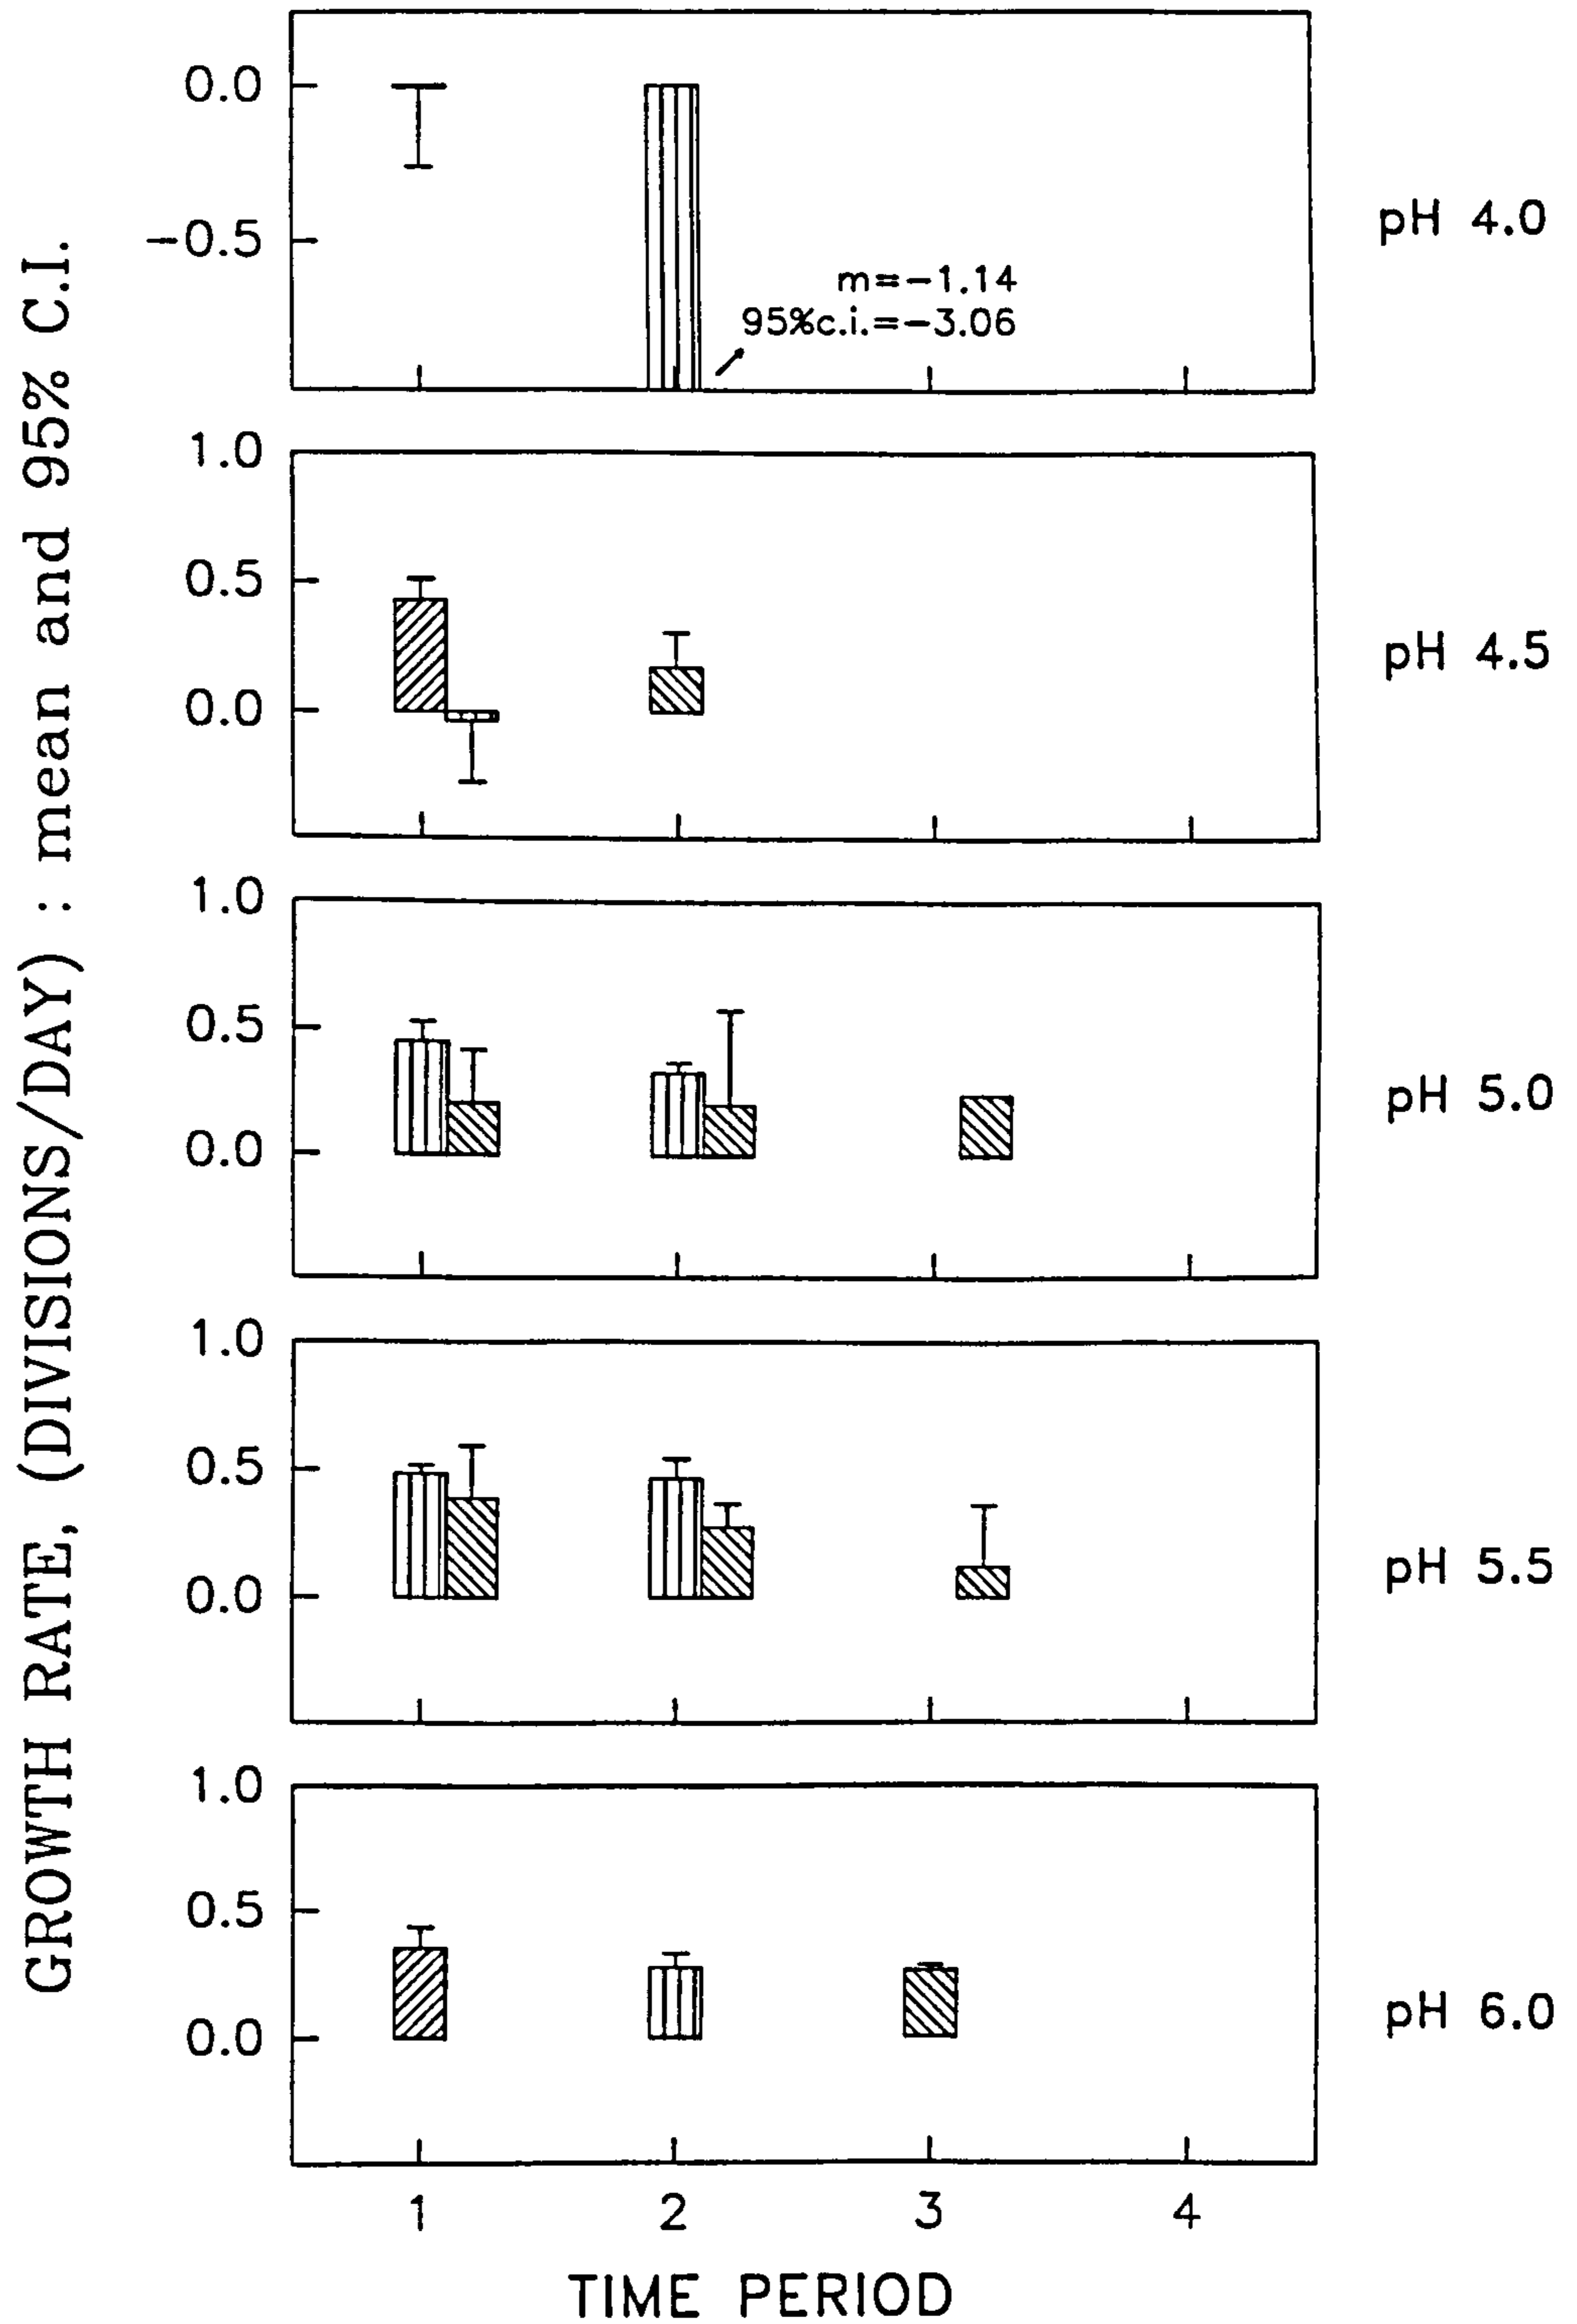 GROWTH RATE, (DIVISIONS/DAY) : mean and 95% C.I.
0.0
-0.5
m=-1.14
95%c.i.=-3.06
pH 4.0
1.0
0.5
0.0
pH 4.5
1.0
0.5
0.0
pH 5.0
1.0
0.5
0.0
pH 5.5
1.0
0.5
0.0
pH 6.0
1 2 3 4
TIME PERIOD